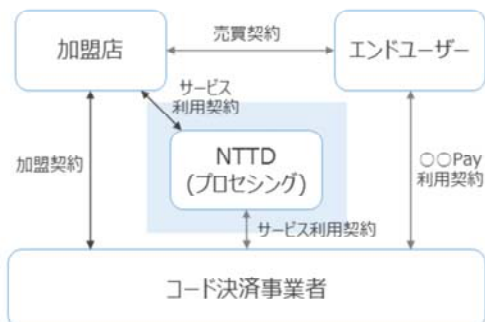 売買契約
加盟店
エンドユーザー
サービス
利用契約
加盟契約
NTTD
(プロセシング)
○○Pay
利用契約
サービス利用契約
コード決済事業者